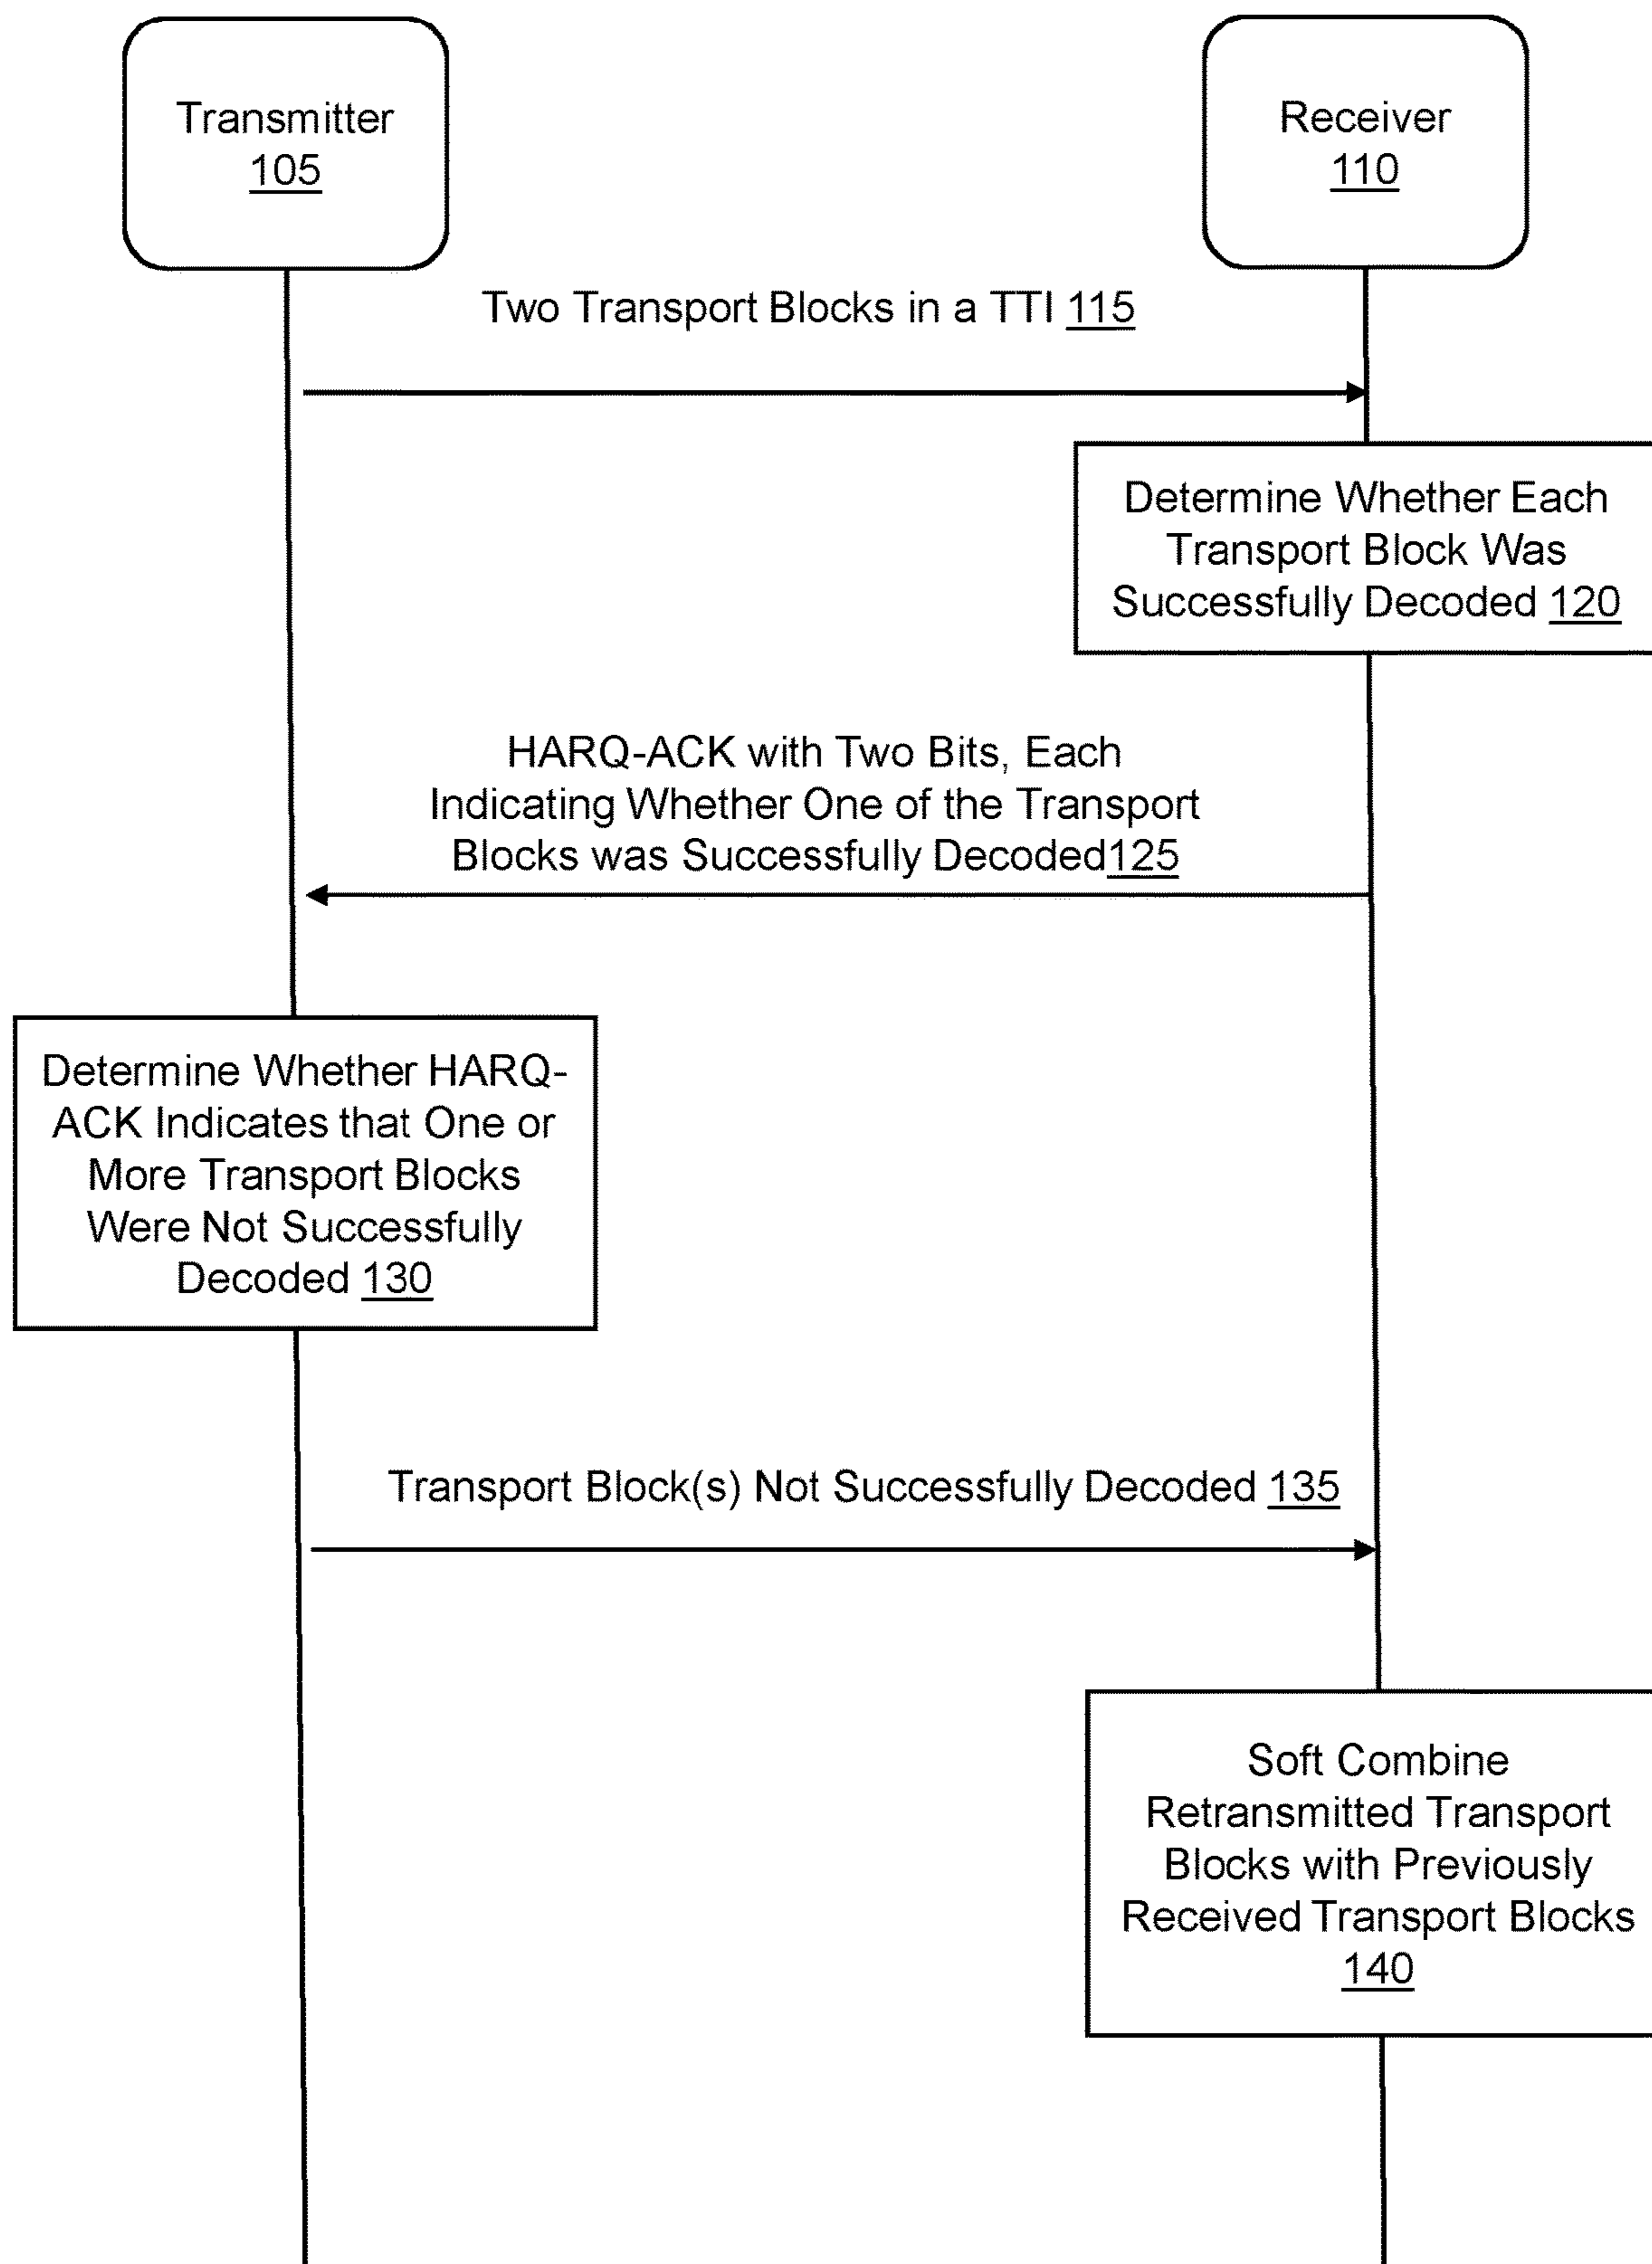 Transmitter
105
Receiver
110
Two Transport Blocks in a TTI 115
Determine Whether Each
Transport Block Was
Successfully Decoded 120
HARQ-ACK with Two Bits, Each
Indicating Whether One of the Transport
Blocks was Successfully Decoded125
Determine Whether HARQ-
ACK Indicates that One or
More Transport Blocks
Were Not Successfully
Decoded 130
Transport Block(s) Not Successfully Decoded 135
Soft Combine
Retransmitted Transport
Blocks with Previously
Received Transport Blocks
140